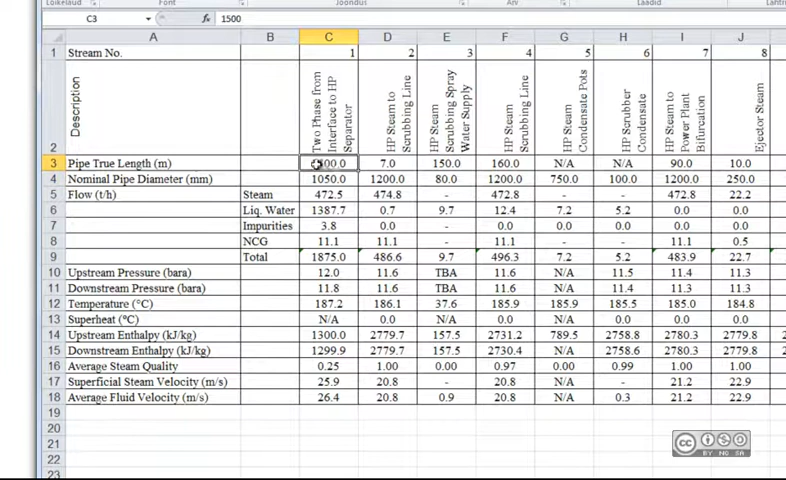 Loikelaud Font Joondus Arv Laadid
C3 fx 1500
A B C D E F G H I J
1 Stream No. 1 2 3 4 5 6 7 8
2 Description Two Phase from Interface to HP Separator HP Steam to Scrubbing Line HP Steam Scrubbing Spray Water Supply HP Steam Scrubbing Line HP Steam Condensate Pots HP Scrubber Condensate HP Steam to Power Plant Bifurcation Ejector Steam
3 Pipe True Length (m) 7.0 150.0 160.0 N/A N/A 90.0 10.0
4 Nominal Pipe Diameter (mm) 1050.0 1200.0 80.0 1200.0 750.0 100.0 1200.0 250.0
5 Flow (t/h) Steam 472.5 474.8 - 472.8 - - 472.8 22.2
6 Liq. Water 1387.7 0.7 9.7 12.4 7.2 5.2 0.0 0.0
7 Impurities 3.8 0.0 - 0.0 0.0 0.0 0.0 0.0
8 NCG 11.1 11.1 - 11.1 - - 11.1 0.5
9 Total 1875.0 486.6 9.7 496.3 7.2 5.2 483.9 22.7
10 Upstream Pressure (bara) 12.0 11.6 TBA 11.6 N/A 11.5 11.4 11.3
11 Downstream Pressure (bara) 11.8 11.6 TBA 11.6 N/A 11.4 11.3 11.3
12 Temperature (°C) 187.2 186.1 37.6 185.9 185.9 185.5 185.0 184.8
13 Superheat (°C) N/A 0.0 N/A 0.0 N/A N/A 0.0 0.0
14 Upstream Enthalpy (kJ/kg) 1300.0 2779.7 157.5 2731.2 789.5 2758.8 2780.3 2779.8
15 Downstream Enthalpy (kJ/kg) 1299.9 2779.7 157.5 2730.4 N/A 2758.6 2780.3 2779.8
16 Average Steam Quality 0.25 1.00 0.00 0.97 0.00 0.99 1.00 1.00
17 Superficial Steam Velocity (m/s) 25.9 20.8 - 20.8 N/A - 21.2 22.9
18 Average Fluid Velocity (m/s) 26.4 20.8 0.9 20.8 N/A 0.3 21.2 22.9
19
20
21
22
23
cc BY NC SA